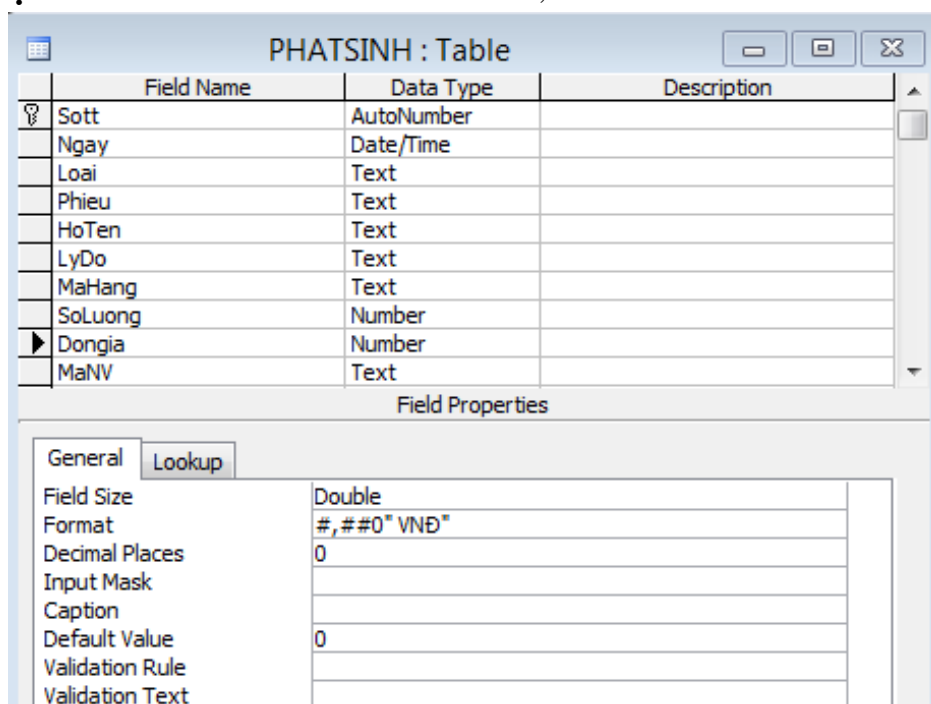 PHATSINH : Table
Field Name Data Type Description
Sott AutoNumber
Ngay Date/Time
Loai Text
Phieu Text
HoTen Text
LyDo Text
MaHang Text
SoLuong Number
Dongia Number
MaNV Text
Field Properties
General Lookup
Field Size Double
Format #,##0" VNĐ"
Decimal Places 0
Input Mask
Caption
Default Value 0
Validation Rule
Validation Text